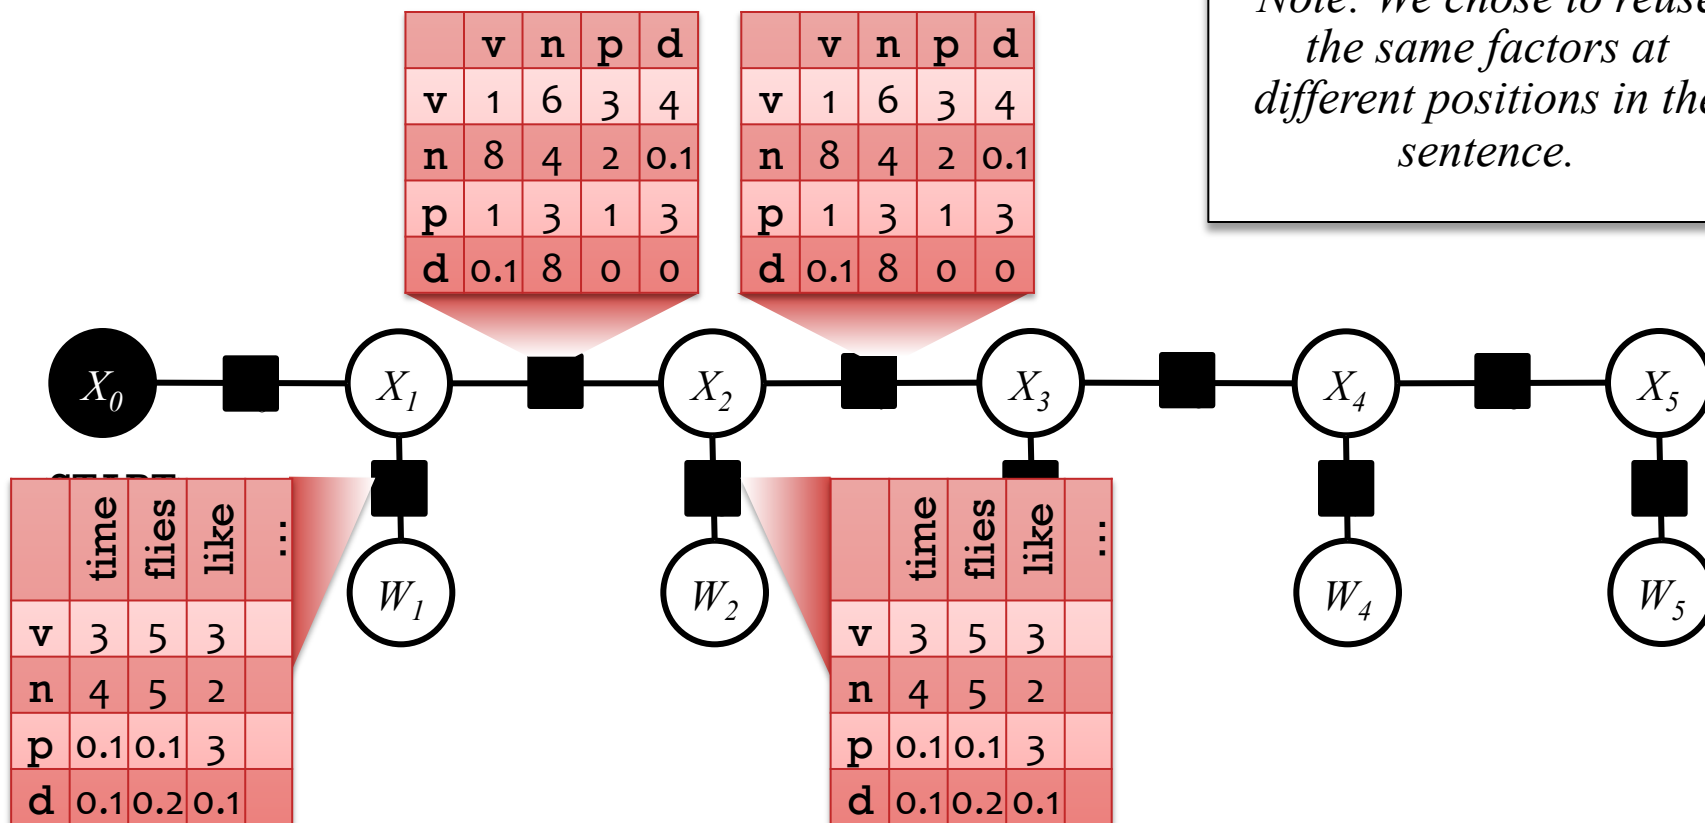 Note: We chose to reuse
the same factors at
different positions in the
sentence.
v n p d
v 1 6 3 4
n 8 4 2 0.1
p 1 3 1 3
d 0.1 8 0 0
v n p d
v 1 6 3 4
n 8 4 2 0.1
p 1 3 1 3
d 0.1 8 0 0
X0 X1 X2 X3 X4 X5
time flies like ...
v 3 5 3
n 4 5 2
p 0.1 0.1 3
d 0.1 0.2 0.1
W1 W2
time flies like ...
v 3 5 3
n 4 5 2
p 0.1 0.1 3
d 0.1 0.2 0.1
W4 W5